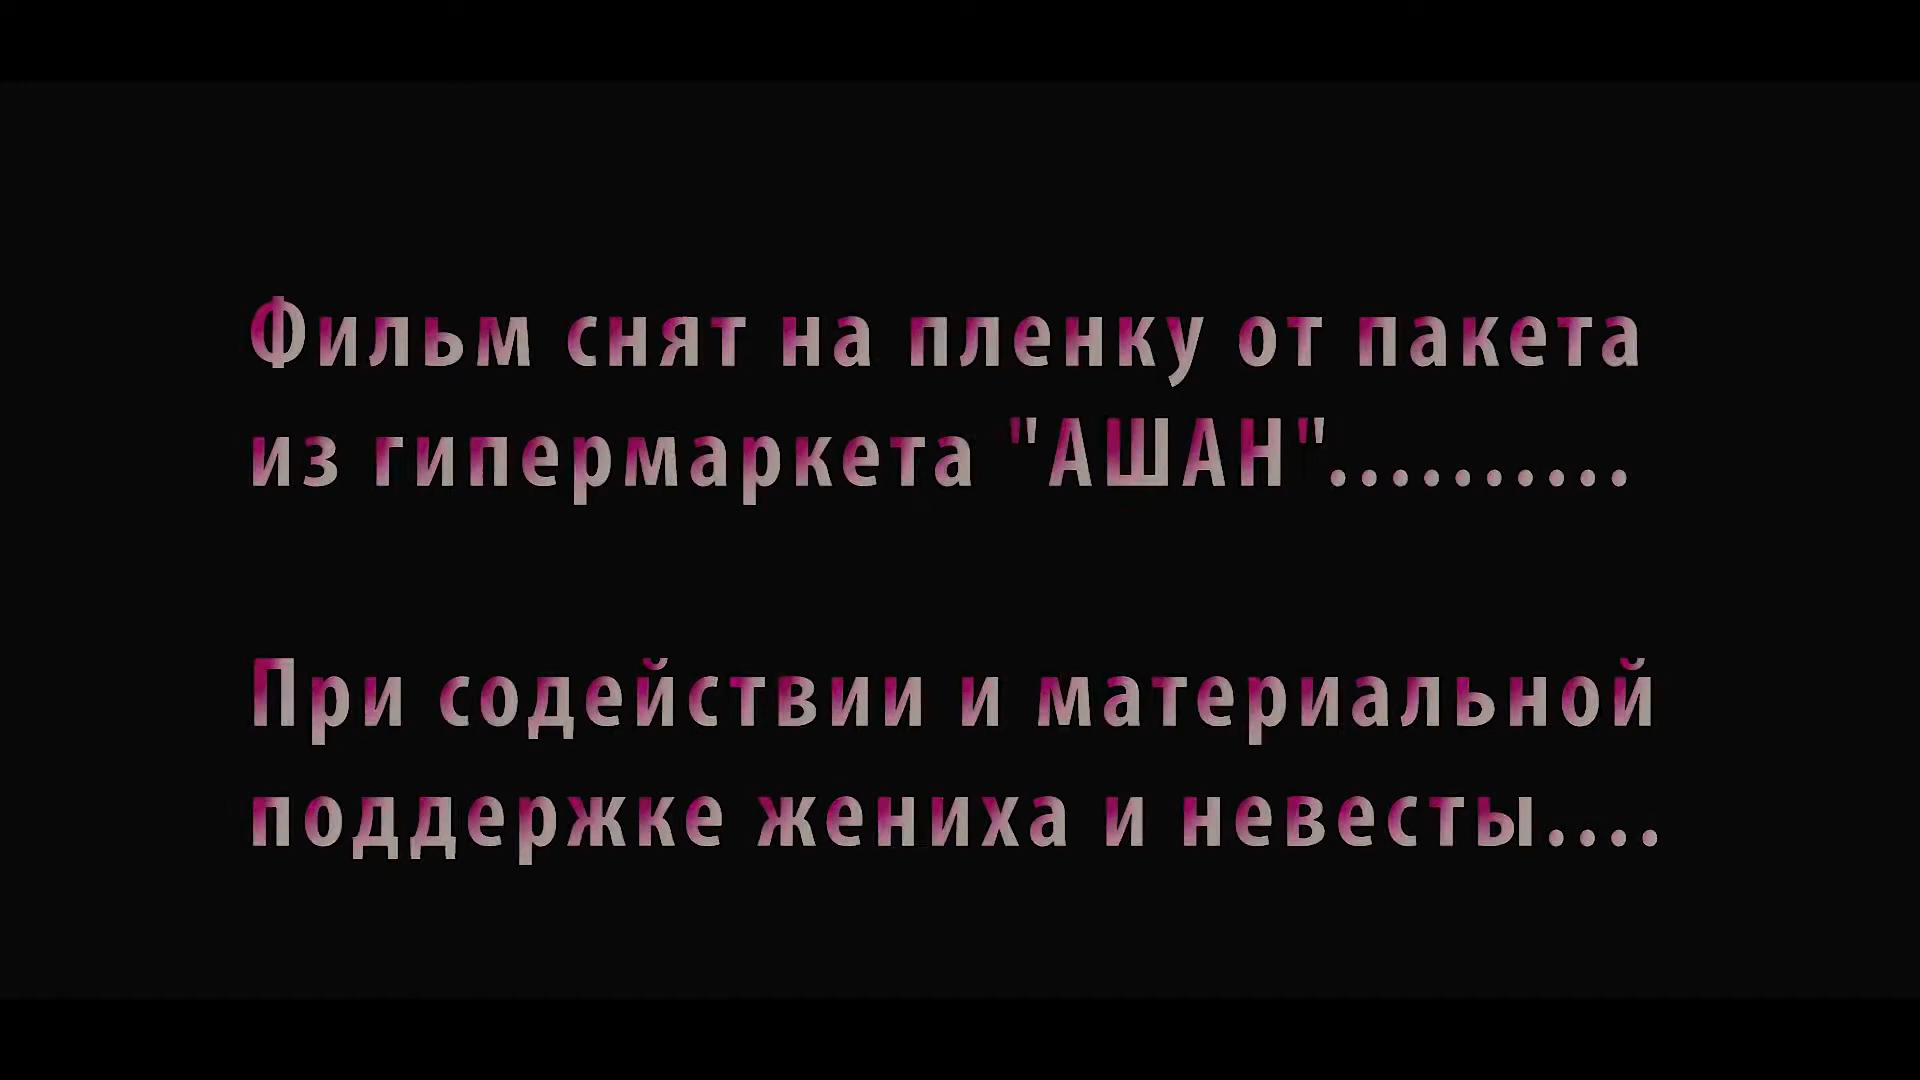 Фильм снят на пленку от пакета
из гипермаркета "АШАН"..........
При содействии и материальной
поддержке жениха и невесты....